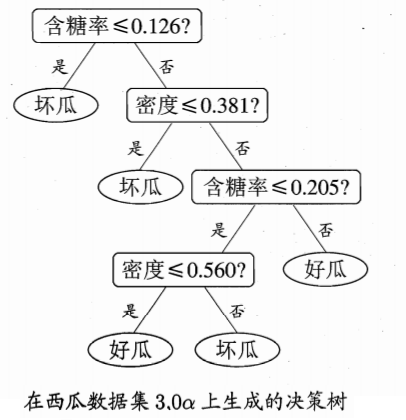 含糖率≤0.126?
是
否
坏瓜
密度≤0.381?
是
否
坏瓜
含糖率≤0.205?
是
否
密度≤0.560?
好瓜
是
否
好瓜
坏瓜
在西瓜数据集 3.0α 上生成的决策树